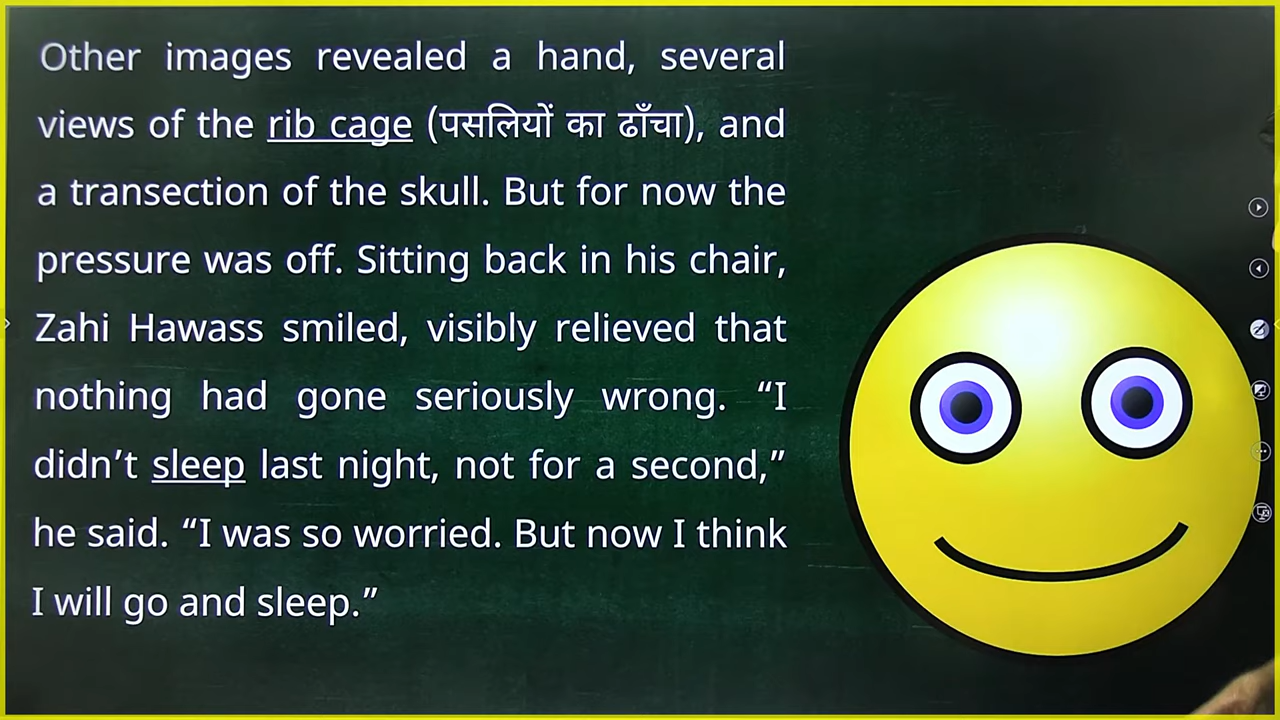 Other images revealed a hand, several
views of the rib cage (पसलियों का ढाँचा), and
a transection of the skull. But for now the
pressure was off. Sitting back in his chair,
Zahi Hawass smiled, visibly relieved that
nothing had gone seriously wrong. “I
didn’t sleep last night, not for a second,”
he said. “I was so worried. But now I think
I will go and sleep.”